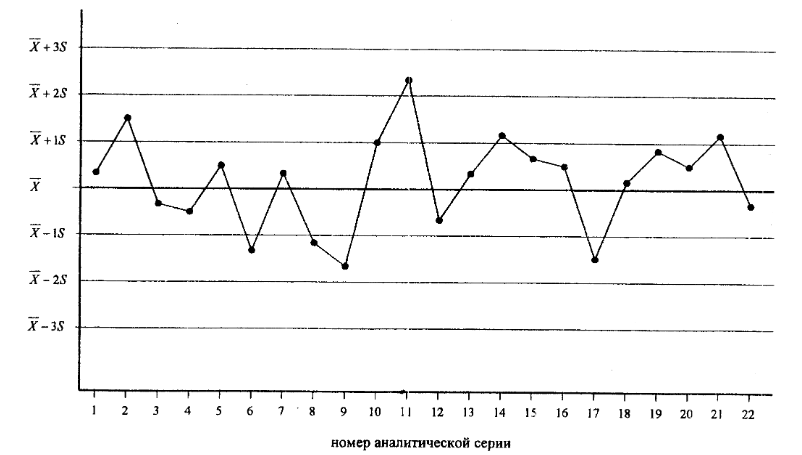 X̅ + 3S
X̅ + 2S
X̅ + 1S
X̅
X̅ − 1S
X̅ − 2S
X̅ − 3S
1 2 3 4 5 6 7 8 9 10 11 12 13 14 15 16 17 18 19 20 21 22
номер аналитической серии